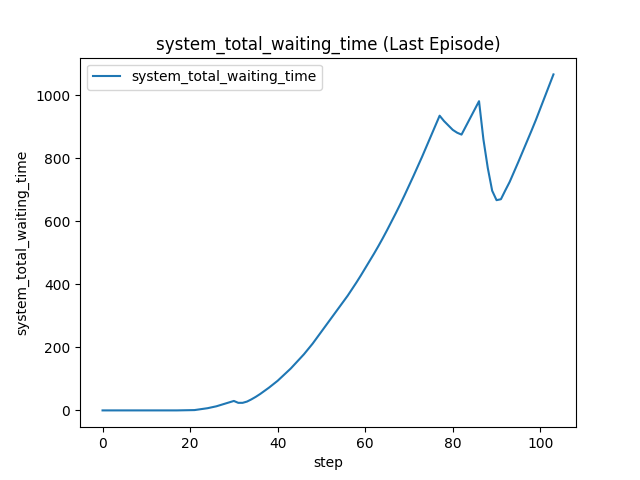 system_total_waiting_time (Last Episode)
system_total_waiting_time
system_total_waiting_time
1000
800
600
400
200
0
0 20 40 60 80 100
step